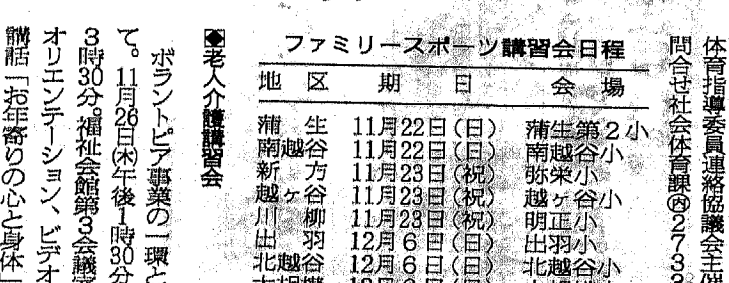 体育指導委員連絡協議会主催
問合せ社会体育課㊅273
ファミリースポーツ講習会日程
地区 期日 会場
蒲生 11月22日(日) 蒲生第2小
南越谷 11月22日(日) 南越谷小
新方 11月23日(祝) 弥栄小
越ヶ谷 11月23日(祝) 越ヶ谷小
川柳 11月23日(祝) 明正小
出羽 12月6日(日) 出羽小
北越谷 12月6日(日) 北越谷小
◆老人介護講習会
ボラントピア事業の一環と
て。11月26日㈭午後1時30分
3時30分。福祉会館第3会議室
オリエンテーション、ビデオ
講話「お年寄りの心と身体」